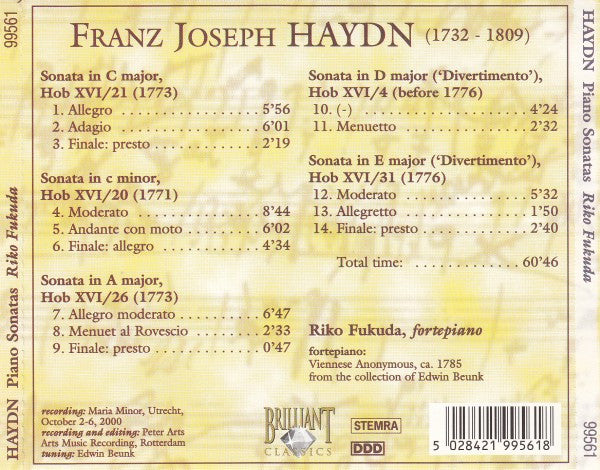 99561
HAYDN Piano Sonatas Riko Fukuda
FRANZ JOSEPH HAYDN (1732 - 1809)
Sonata in C major,
Hob XVI/21 (1773)
1. Allegro . . . . . . . . . . . . . . . . . 5’56
2. Adagio . . . . . . . . . . . . . . . . . 6’01
3. Finale: presto . . . . . . . . . . . . 2’19
Sonata in c minor,
Hob XVI/20 (1771)
4. Moderato . . . . . . . . . . . . . . . 8’44
5. Andante con moto . . . . . . . . 6’02
6. Finale: allegro . . . . . . . . . . . 4’34
Sonata in A major,
Hob XVI/26 (1773)
7. Allegro moderato . . . . . . . . . 6’47
8. Menuet al Rovescio . . . . . . . 2’33
9. Finale: presto . . . . . . . . . . . . 0’47
Sonata in D major (‘Divertimento’),
Hob XVI/4 (before 1776)
10. (-) . . . . . . . . . . . . . . . . . . . . 4’24
11. Menuetto . . . . . . . . . . . . . . . 2’32
Sonata in E major (‘Divertimento’),
Hob XVI/31 (1776)
12. Moderato . . . . . . . . . . . . . . . 5’32
13. Allegretto . . . . . . . . . . . . . . . 1’50
14. Finale: presto . . . . . . . . . . . . 2’40
Total time: . . . . . . . . . . . . . 60’46
Riko Fukuda, fortepiano
fortepiano:
Viennese Anonymous, ca. 1785
from the collection of Edwin Beunk
recording: Maria Minor, Utrecht,
October 2-6, 2000
recording and editing: Peter Arts
Arts Music Recording, Rotterdam
tuning: Edwin Beunk
BRILLIANT
CLASSICS
STEMRA
DDD
5 028421 995618
HAYDN Piano Sonatas Riko Fukuda
99561